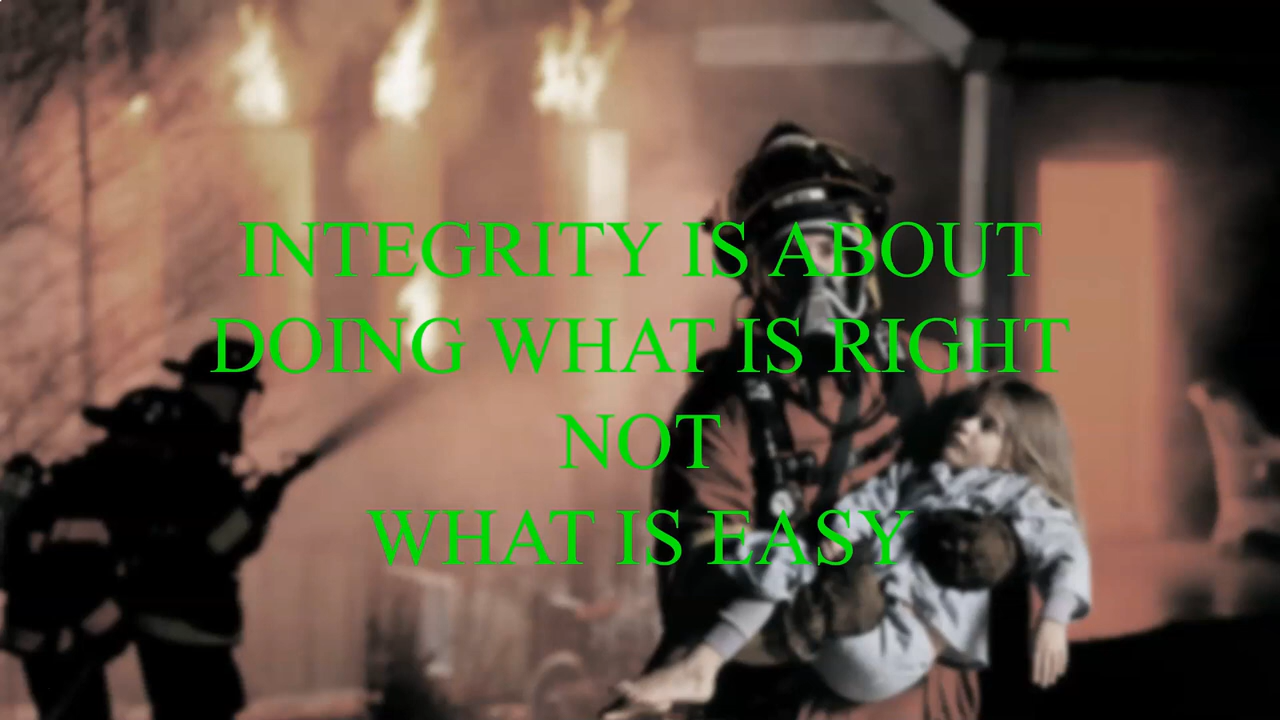 INTEGRITY IS ABOUT
DOING WHAT IS RIGHT
NOT
WHAT IS EASY